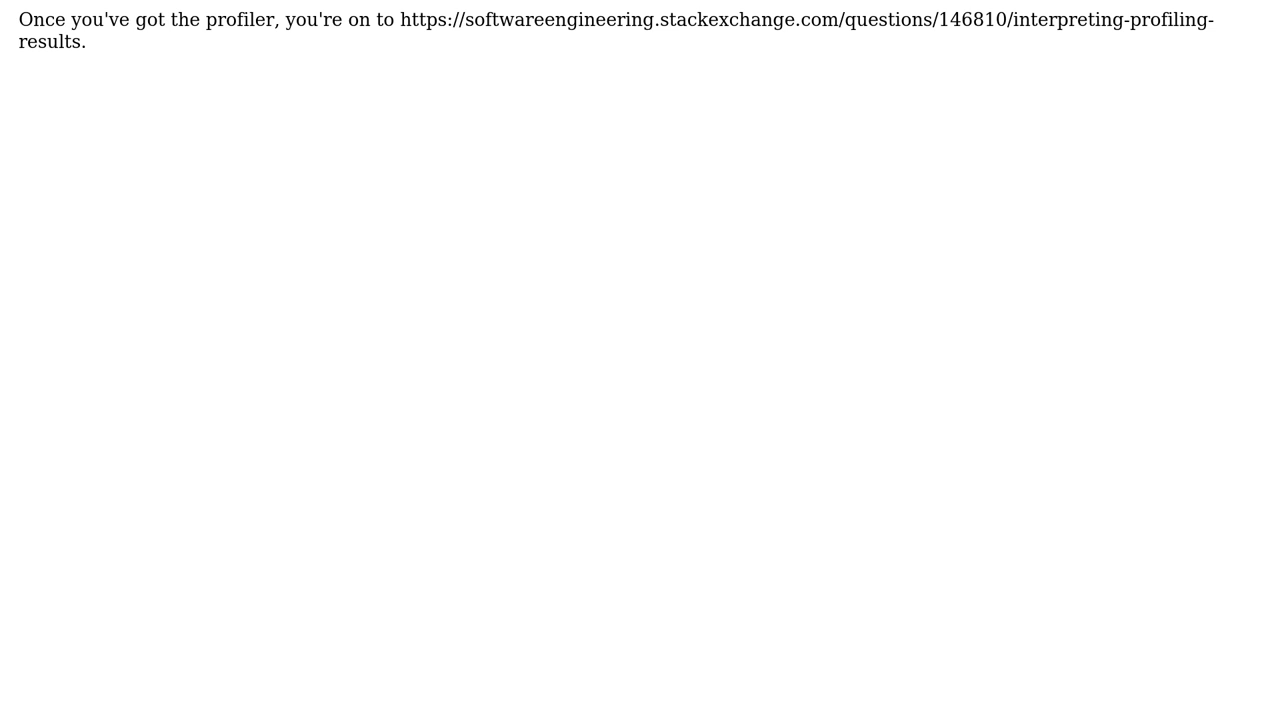 Once you've got the profiler, you're on to https://softwareengineering.stackexchange.com/questions/146810/interpreting-profiling-
results.